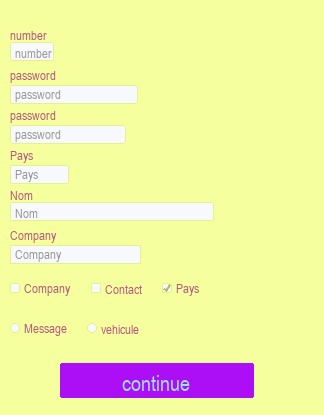 number
number
password
password
password
password
Pays
Pays
Nom
Nom
Company
Company
Company Contact Pays
Message vehicule
continue